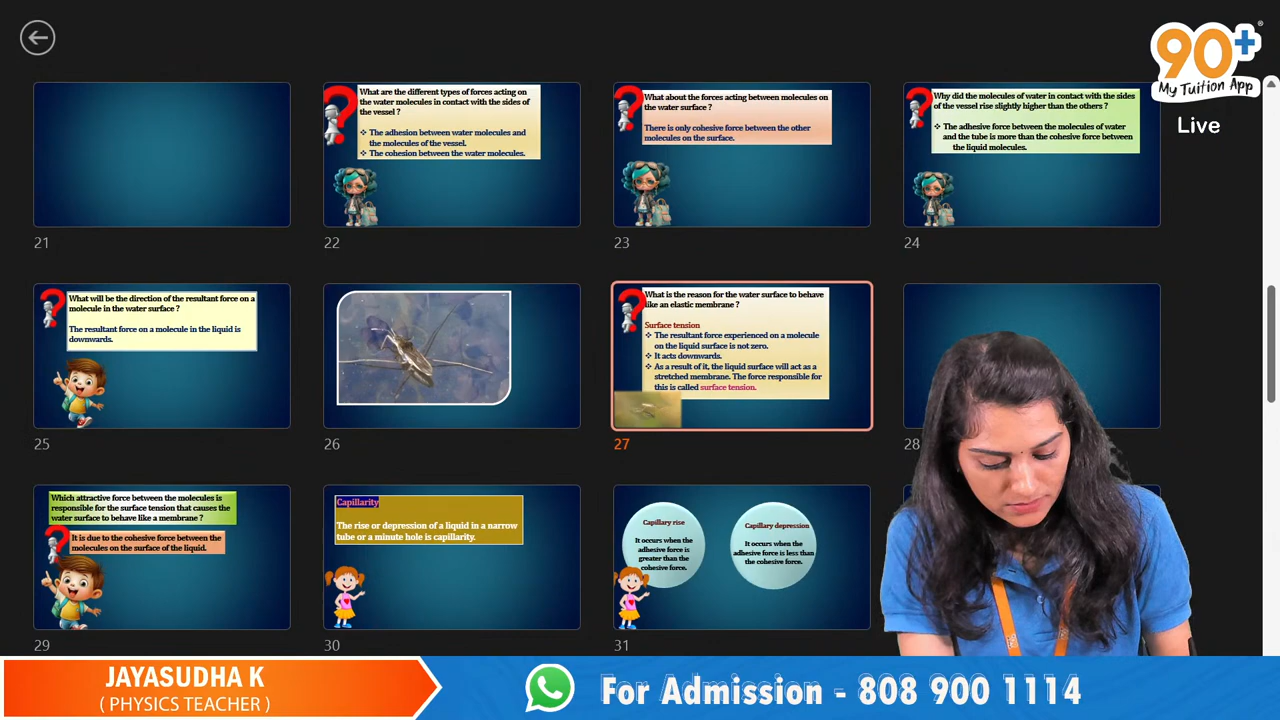 90+
My Tuition App
Live
What are the different types of forces acting on
the water molecules in contact with the sides of
the vessel ?
❖ The adhesion between water molecules and
the molecules of the vessel.
❖ The cohesion between the water molecules.
22
What about the forces acting between molecules on
the water surface ?
There is only cohesive force between the other
molecules on the surface.
23
Why did the molecules of water in contact with the sides
of the vessel rise slightly higher than the others ?
❖ The adhesive force between the molecules of water
and the tube is more than the cohesive force between
the liquid molecules.
24
21
What will be the direction of the resultant force on a
molecule in the water surface ?
The resultant force on a molecule in the liquid is
downwards.
25
26
What is the reason for the water surface to behave
like an elastic membrane ?
Surface tension
❖ The resultant force experienced on a molecule
on the liquid surface is not zero.
❖ It acts downwards.
❖ As a result of it, the liquid surface will act as a
stretched membrane. The force responsible for
this is called surface tension.
27
28
Which attractive force between the molecules is
responsible for the surface tension that causes the
water surface to behave like a membrane ?
It is due to the cohesive force between the
molecules on the surface of the liquid.
29
Capillarity
The rise or depression of a liquid in a narrow
tube or a minute hole is capillarity.
30
Capillary rise
It occurs when the
adhesive force is
greater than the
cohesive force.
Capillary depression
It occurs when the
adhesive force is less than
the cohesive force.
31
JAYASUDHA K
( PHYSICS TEACHER )
For Admission - 808 900 1114